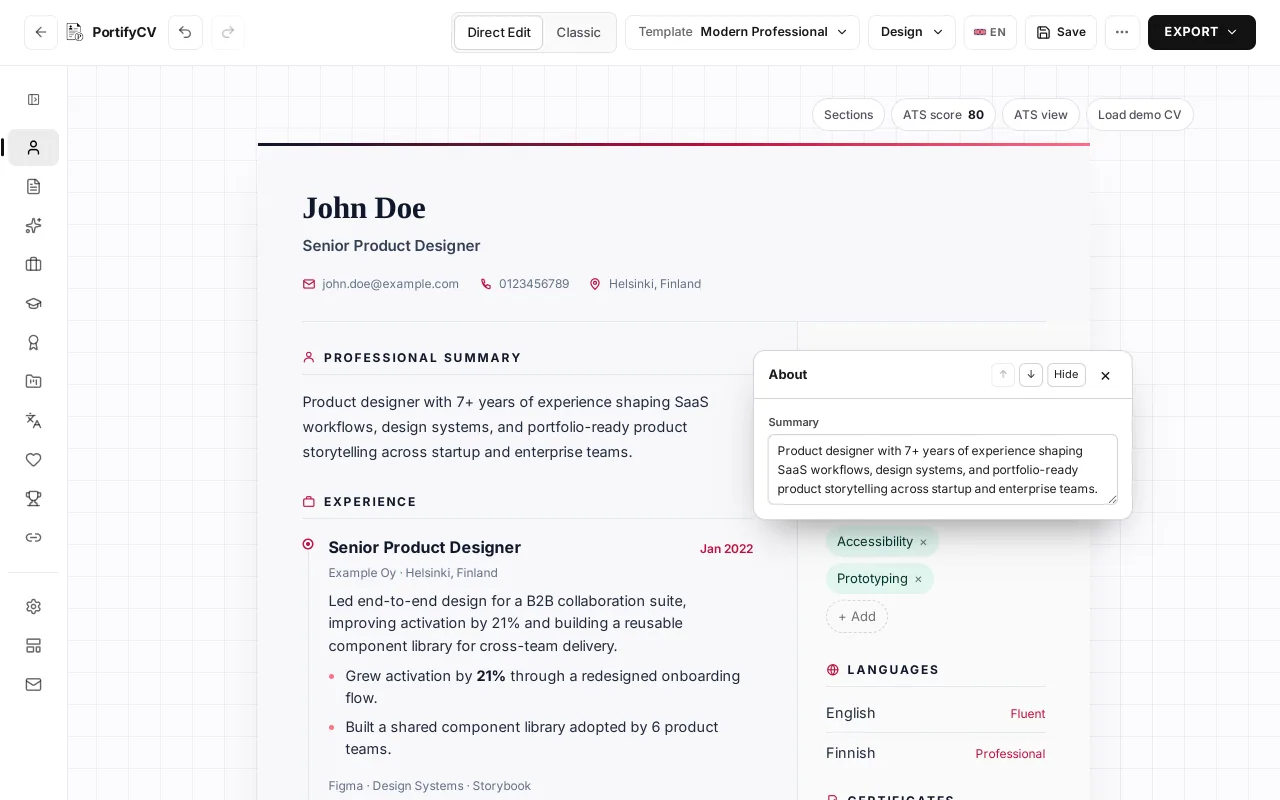 PortifyCV
Direct Edit
Classic
Template Modern Professional
Design
EN
Save
EXPORT
Sections
ATS score 80
ATS view
Load demo CV
John Doe
Senior Product Designer
john.doe@example.com
0123456789
Helsinki, Finland
PROFESSIONAL SUMMARY
Product designer with 7+ years of experience shaping SaaS
workflows, design systems, and portfolio-ready product
storytelling across startup and enterprise teams.
EXPERIENCE
Senior Product Designer
Jan 2022
Example Oy · Helsinki, Finland
Led end-to-end design for a B2B collaboration suite,
improving activation by 21% and building a reusable
component library for cross-team delivery.
• Grew activation by 21% through a redesigned onboarding
flow.
• Built a shared component library adopted by 6 product
teams.
Figma · Design Systems · Storybook
About
↑
↓
Hide
×
Summary
Product designer with 7+ years of experience shaping
SaaS workflows, design systems, and portfolio-ready
product storytelling across startup and enterprise teams.
Accessibility ×
Prototyping ×
+ Add
LANGUAGES
English
Fluent
Finnish
Professional
CERTIFICATES